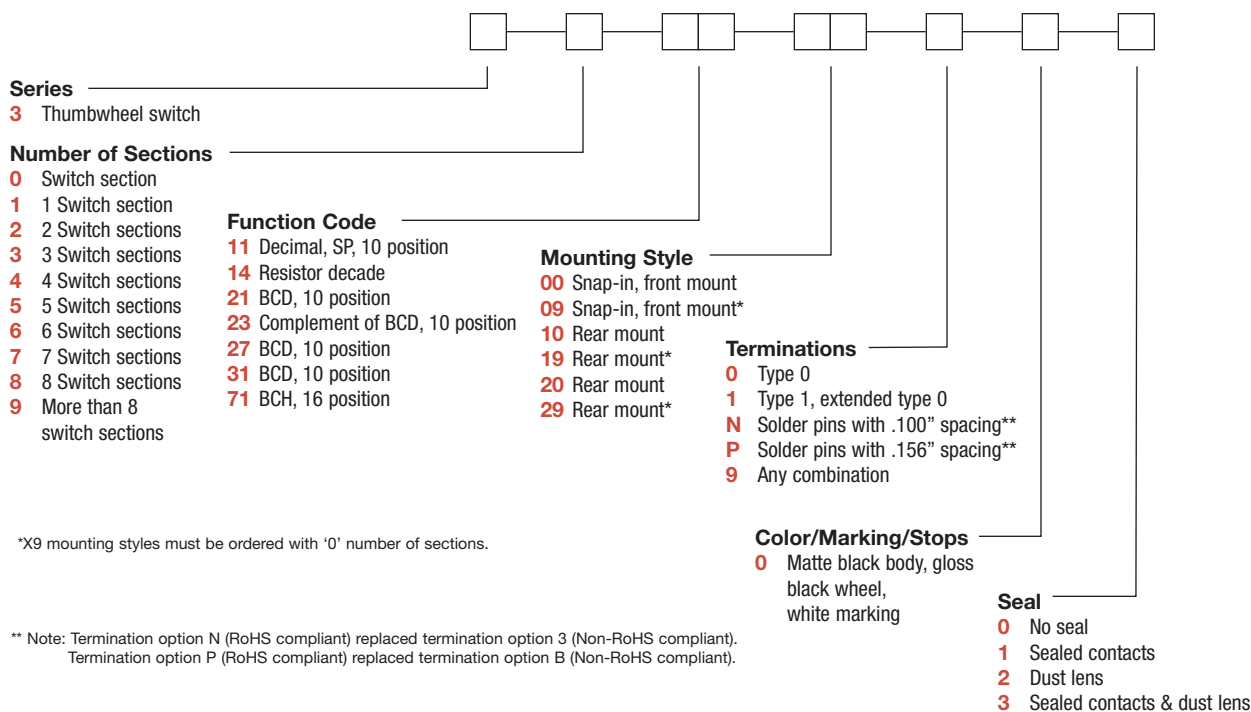 Series
3 Thumbwheel switch
Number of Sections
0 Switch section
1 1 Switch section
2 2 Switch sections
3 3 Switch sections
4 4 Switch sections
5 5 Switch sections
6 6 Switch sections
7 7 Switch sections
8 8 Switch sections
9 More than 8
switch sections
Function Code
11 Decimal, SP, 10 position
14 Resistor decade
21 BCD, 10 position
23 Complement of BCD, 10 position
27 BCD, 10 position
31 BCD, 10 position
71 BCH, 16 position
Mounting Style
00 Snap-in, front mount
09 Snap-in, front mount*
10 Rear mount
19 Rear mount*
20 Rear mount
29 Rear mount*
Terminations
0 Type 0
1 Type 1, extended type 0
N Solder pins with .100” spacing**
P Solder pins with .156” spacing**
9 Any combination
Color/Marking/Stops
0 Matte black body, gloss
black wheel,
white marking
Seal
0 No seal
1 Sealed contacts
2 Dust lens
3 Sealed contacts & dust lens
*X9 mounting styles must be ordered with ‘0’ number of sections.
** Note: Termination option N (RoHS compliant) replaced termination option 3 (Non-RoHS compliant).
Termination option P (RoHS compliant) replaced termination option B (Non-RoHS compliant).